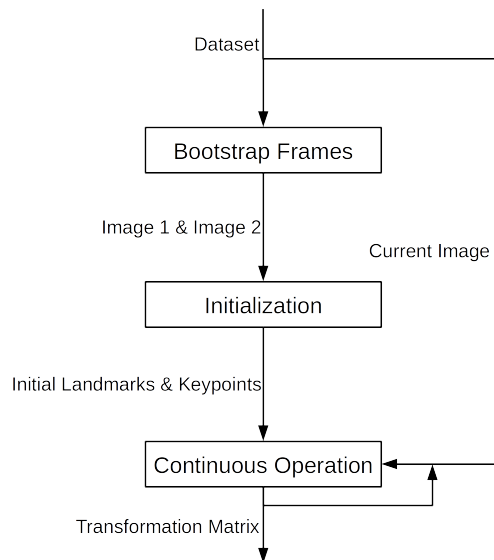 Dataset
Bootstrap Frames
Image 1 & Image 2
Current Image
Initialization
Initial Landmarks & Keypoints
Continuous Operation
Transformation Matrix